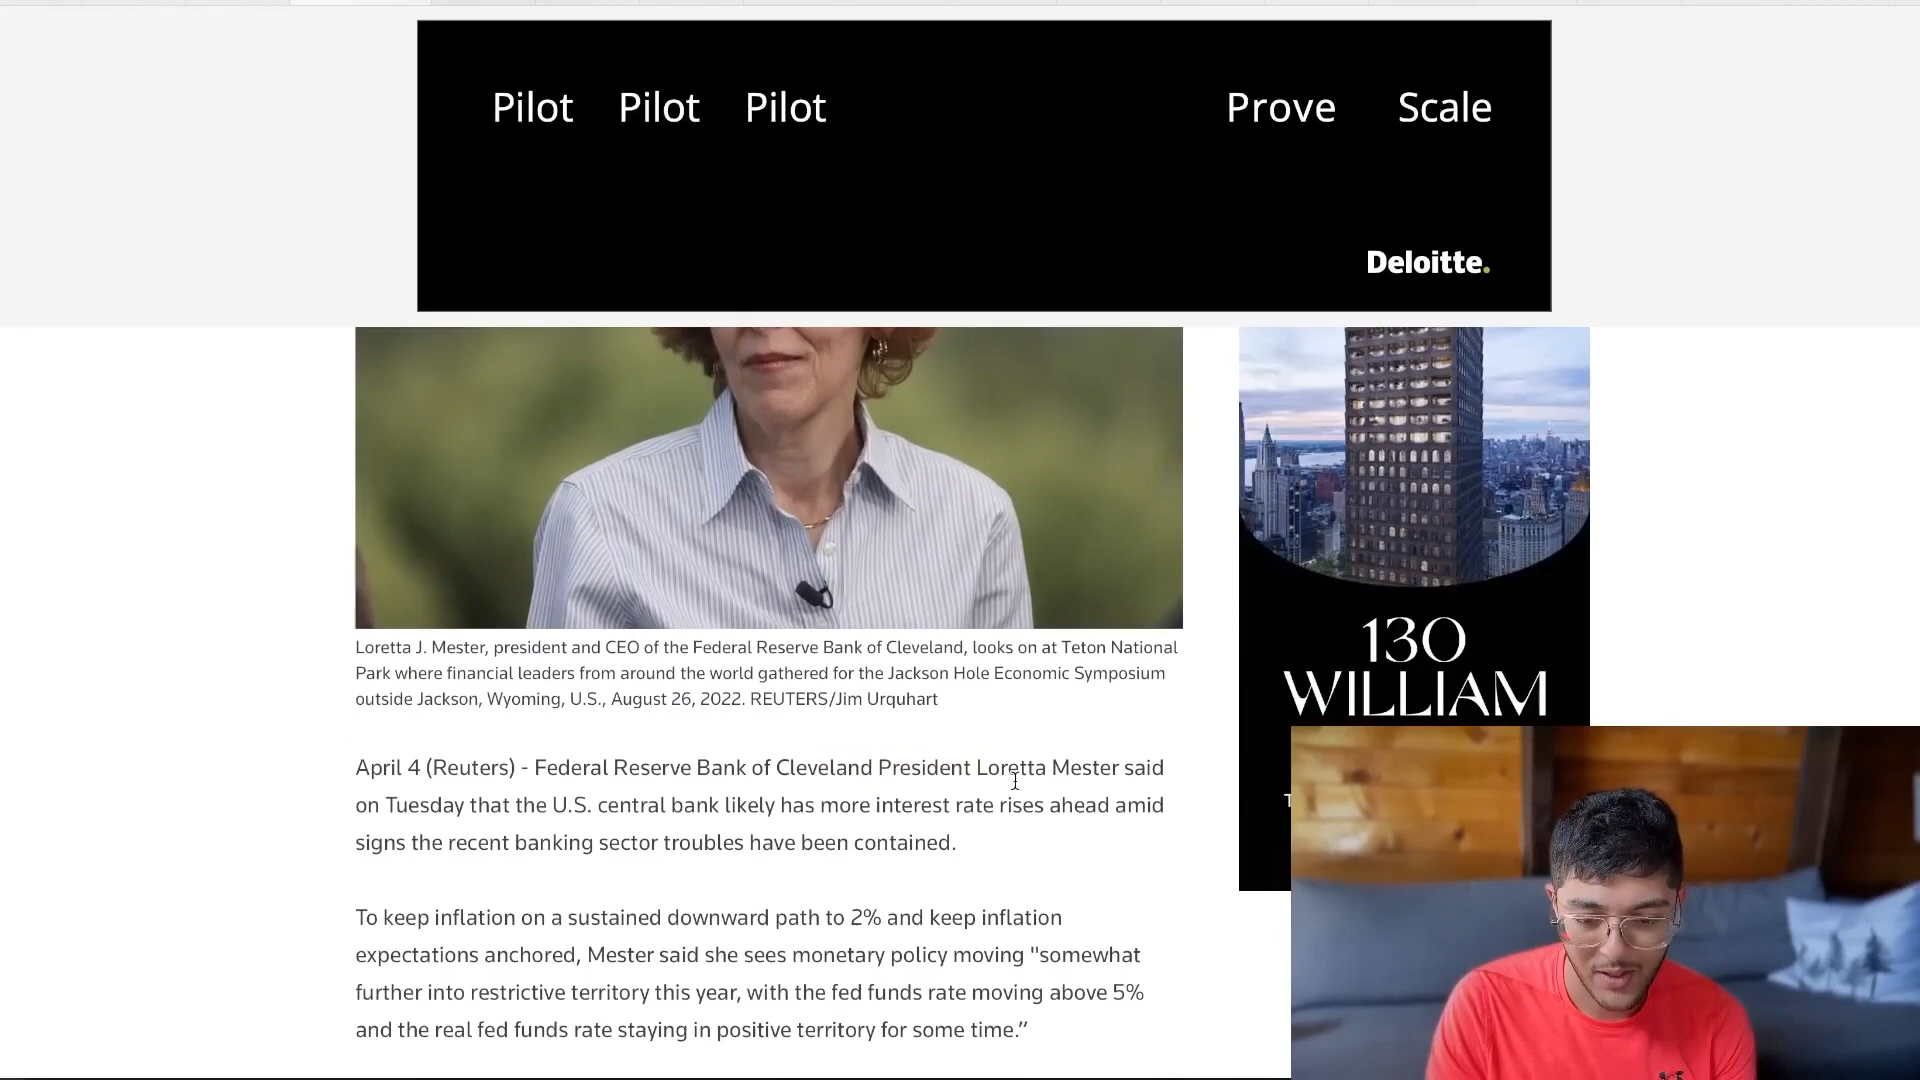 Pilot Pilot Pilot Prove Scale
Deloitte.
Loretta J. Mester, president and CEO of the Federal Reserve Bank of Cleveland, looks on at Teton National
Park where financial leaders from around the world gathered for the Jackson Hole Economic Symposium
outside Jackson, Wyoming, U.S., August 26, 2022. REUTERS/Jim Urquhart
April 4 (Reuters) - Federal Reserve Bank of Cleveland President Loretta Mester said
on Tuesday that the U.S. central bank likely has more interest rate rises ahead amid
signs the recent banking sector troubles have been contained.
To keep inflation on a sustained downward path to 2% and keep inflation
expectations anchored, Mester said she sees monetary policy moving "somewhat
further into restrictive territory this year, with the fed funds rate moving above 5%
and the real fed funds rate staying in positive territory for some time.”
130
WILLIAM